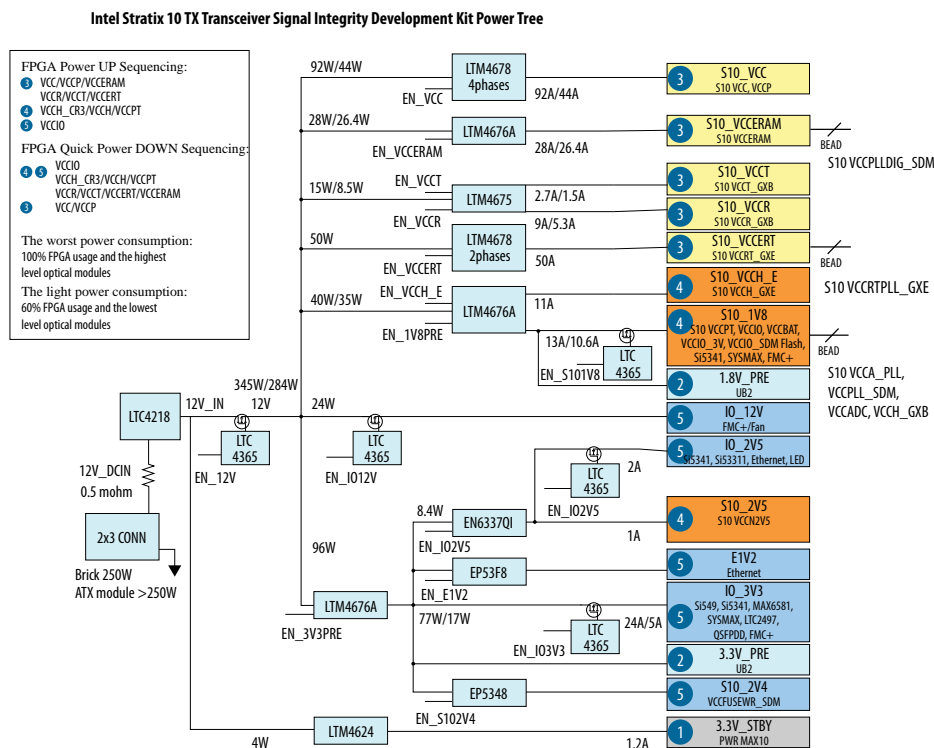 Intel Stratix 10 TX Transceiver Signal Integrity Development Kit Power Tree
FPGA Power UP Sequencing:
3 VCC/VCCP/VCCERAM
VCCR/VCCT/VCCERT
4 VCCH_CR3/VCCH/VCCPT
5 VCCIO
FPGA Quick Power DOWN Sequencing:
4 5 VCCIO
VCCH_CR3/VCCH/VCCPT
VCCR/VCCT/VCCERT/VCCERAM
3 VCC/VCCP
The worst power consumption:
100% FPGA usage and the highest
level optical modules
The light power consumption:
60% FPGA usage and the lowest
level optical modules
92W/44W
EN_VCC
LTM4678
4phases
92A/44A
3
S10_VCC
S10 VCC, VCCP
28W/26.4W
EN_VCCERAM
LTM4676A
28A/26.4A
3
S10_VCCERAM
S10 VCCERAM
BEAD
S10 VCCPLLDIG_SDM
15W/8.5W
EN_VCCT
EN_VCCR
LTM4675
2.7A/1.5A
3
S10_VCCT
S10 VCCT_GXB
9A/5.3A
3
S10_VCCR
S10 VCCR_GXB
50W
EN_VCCERT
LTM4678
2phases
50A
3
S10_VCCERT
S10 VCCRT_GXE
BEAD
S10 VCCRTPLL_GXE
40W/35W
EN_VCCH_E
EN_1V8PRE
LTM4676A
11A
4
S10_VCCH_E
S10 VCCH_GXE
13A/10.6A
EN_S101V8
LTC
4365
4
S10_1V8
S10 VCCPT, VCCIO, VCCBAT,
VCCIO_3V, VCCIO_SDM Flash,
Si5341, SYSMAX, FMC+
BEAD
S10 VCCA_PLL,
VCCPLL_SDM,
VCCADC, VCCH_GXB
2
1.8V_PRE
UB2
345W/284W
LTC4218
12V_IN
12V
EN_12V
LTC
4365
24W
EN_IO12V
LTC
4365
5
IO_12V
FMC+/Fan
12V_DCIN
0.5 mohm
2x3 CONN
Brick 250W
ATX module >250W
5
IO_2V5
Si5341, Si53311, Ethernet, LED
2A
LTC
4365
EN_IO2V5
8.4W
EN_IO2V5
EN6337QI
1A
4
S10_2V5
S10 VCCN2V5
96W
EN_3V3PRE
LTM4676A
EP53F8
EN_E1V2
5
E1V2
Ethernet
77W/17W
EN_IO3V3
LTC
4365
24A/5A
5
IO_3V3
Si549, Si5341, MAX6581,
SYSMAX, LTC2497,
QSFPDD, FMC+
2
3.3V_PRE
UB2
EP5348
EN_S102V4
5
S10_2V4
VCCFUSEWR_SDM
4W
LTM4624
1.2A
1
3.3V_STBY
PWR MAX10